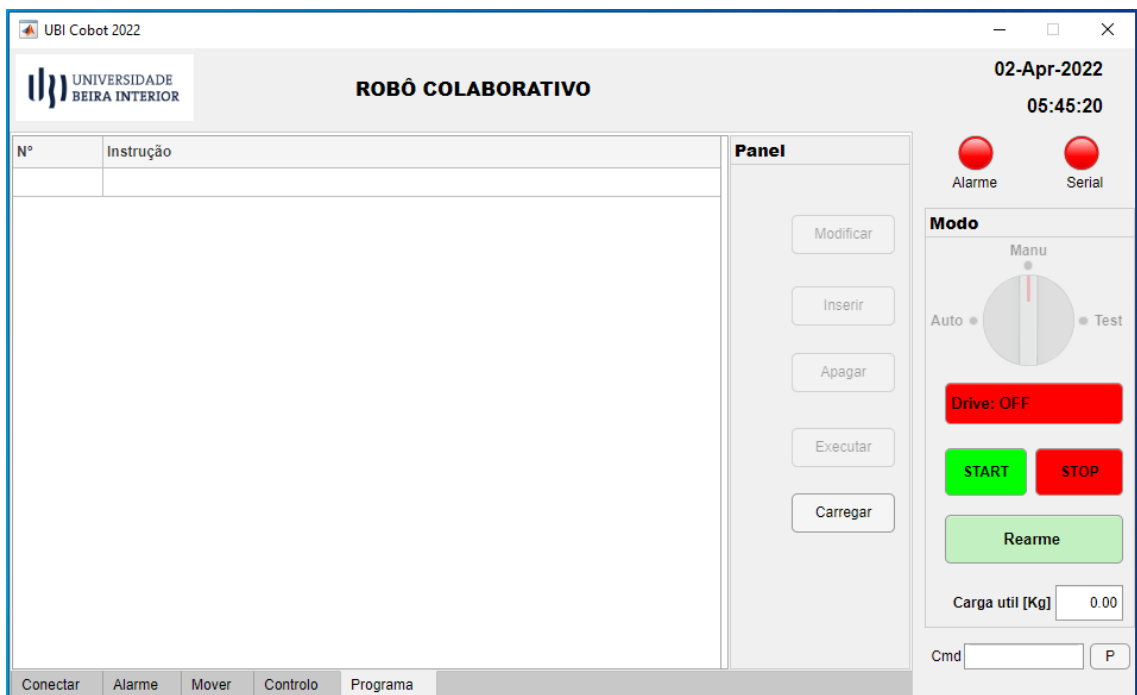 UBI Cobot 2022
UNIVERSIDADE
BEIRA INTERIOR
ROBÔ COLABORATIVO
02-Apr-2022
05:45:20
N°
Instrução
Panel
Modificar
Inserir
Apagar
Executar
Carregar
Alarme
Serial
Modo
Manu
Auto
Test
Drive: OFF
START
STOP
Rearme
Carga util [Kg]
0.00
Cmd
P
Conectar
Alarme
Mover
Controlo
Programa